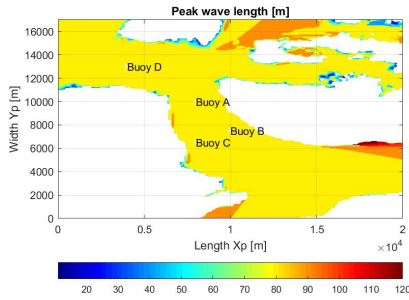 Peak wave length [m]
16000
14000
12000
10000
8000
6000
4000
2000
0
Width Yp [m]
Buoy D
Buoy A
Buoy B
Buoy C
0 0.5 1 1.5 2
Length Xp [m]
×10⁴
20 30 40 50 60 70 80 90 100 110 120